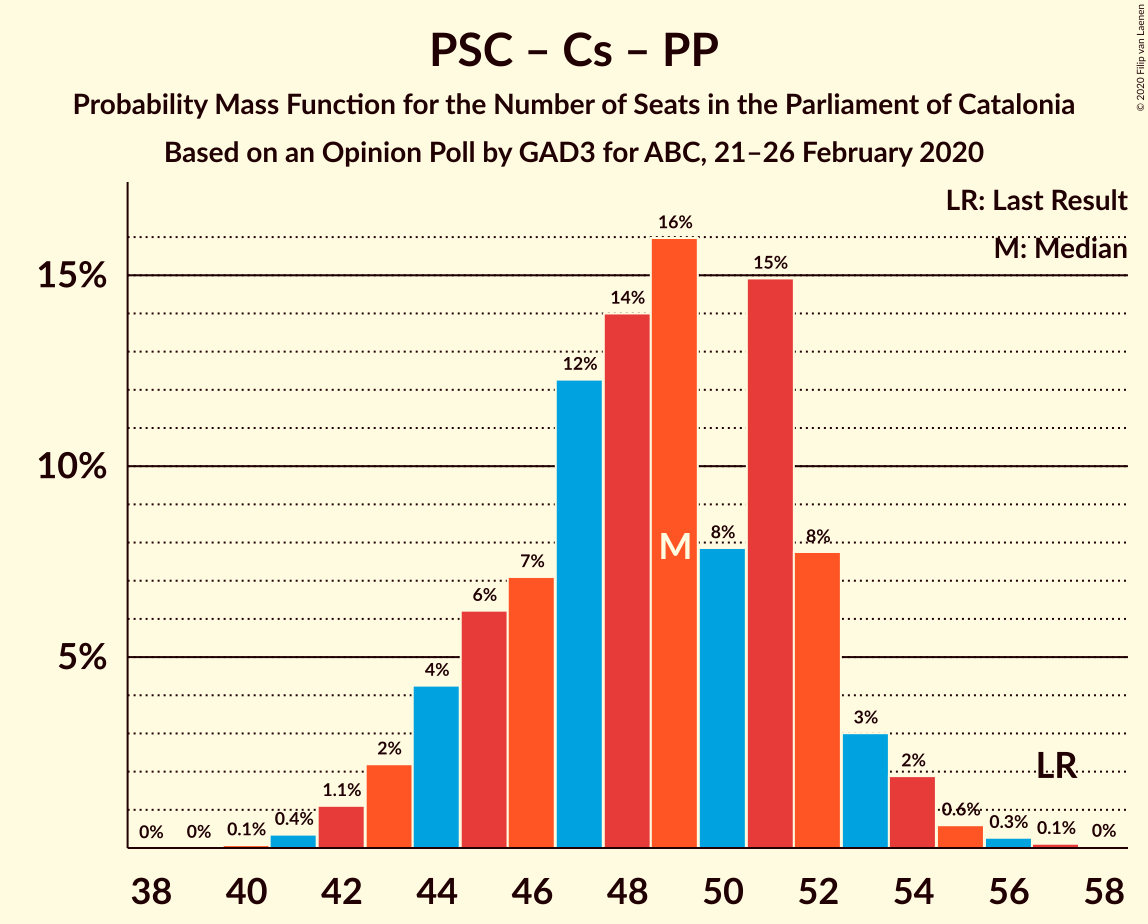 PSC – Cs – PP
Probability Mass Function for the Number of Seats in the Parliament of Catalonia
Based on an Opinion Poll by GAD3 for ABC, 21–26 February 2020
© 2020 Filip van Laenen
LR: Last Result
M: Median
15%
10%
5%
0%
0%
0.1%
0.4%
1.1%
2%
4%
6%
7%
12%
14%
16%
8%
15%
8%
3%
2%
0.6%
0.3%
0.1%
0%
M
LR
38 40 42 44 46 48 50 52 54 56 58